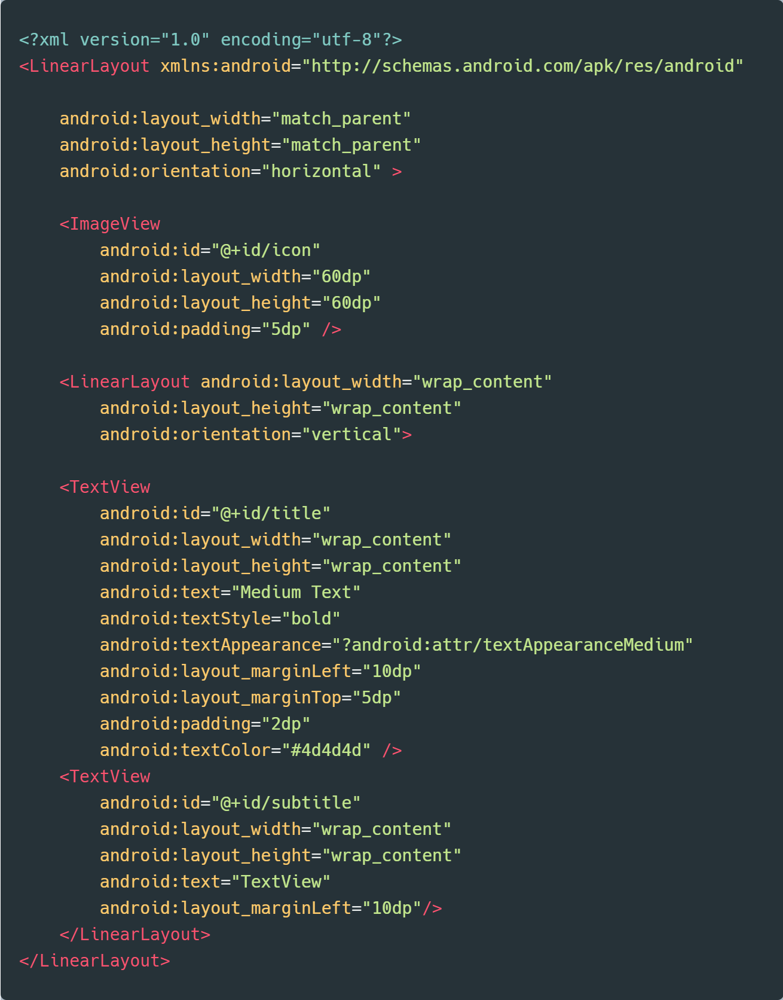 <?xml version="1.0" encoding="utf-8"?>
<LinearLayout xmlns:android="http://schemas.android.com/apk/res/android"

    android:layout_width="match_parent"
    android:layout_height="match_parent"
    android:orientation="horizontal" >

    <ImageView
        android:id="@+id/icon"
        android:layout_width="60dp"
        android:layout_height="60dp"
        android:padding="5dp" />

    <LinearLayout android:layout_width="wrap_content"
        android:layout_height="wrap_content"
        android:orientation="vertical">

    <TextView
        android:id="@+id/title"
        android:layout_width="wrap_content"
        android:layout_height="wrap_content"
        android:text="Medium Text"
        android:textStyle="bold"
        android:textAppearance="?android:attr/textAppearanceMedium"
        android:layout_marginLeft="10dp"
        android:layout_marginTop="5dp"
        android:padding="2dp"
        android:textColor="#4d4d4d" />
    <TextView
        android:id="@+id/subtitle"
        android:layout_width="wrap_content"
        android:layout_height="wrap_content"
        android:text="TextView"
        android:layout_marginLeft="10dp"/>
    </LinearLayout>
</LinearLayout>